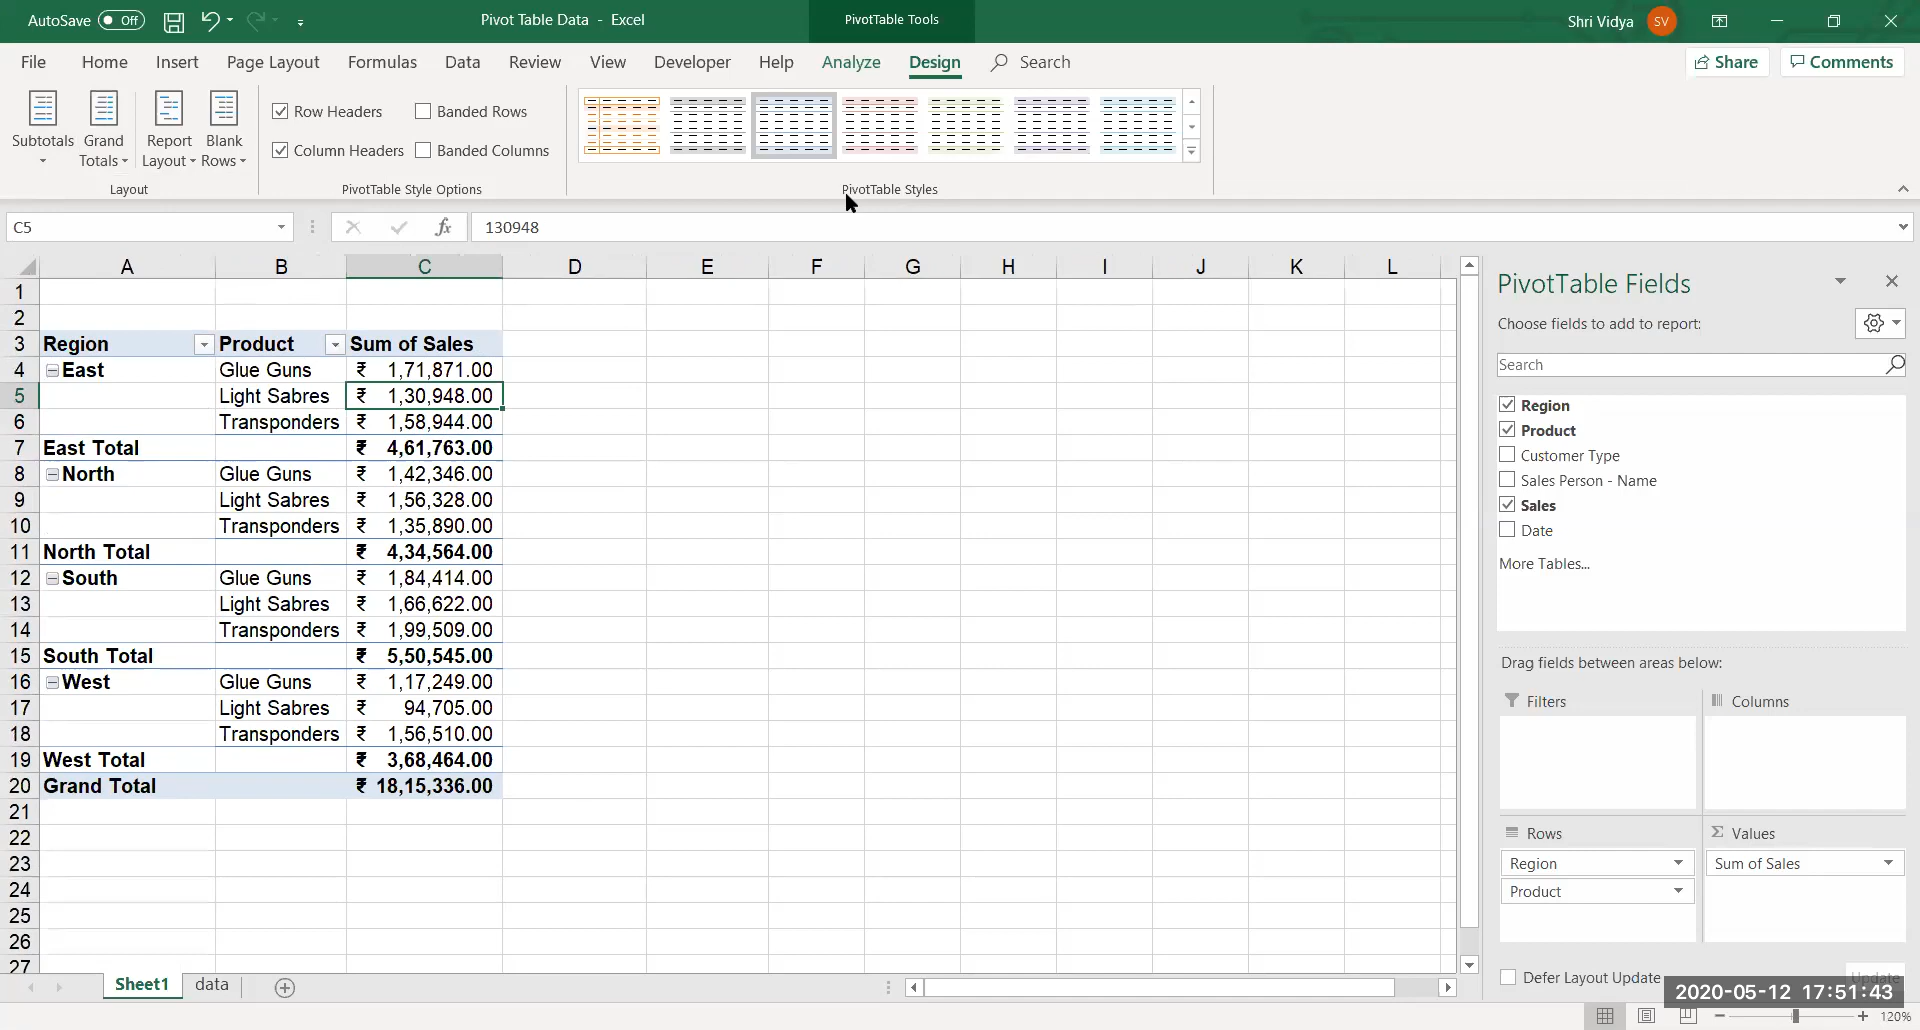 AutoSave Off Pivot Table Data - Excel PivotTable Tools Shri Vidya SV
File Home Insert Page Layout Formulas Data Review View Developer Help Analyze Design Search Share Comments
Subtotals Grand Totals Report Layout Blank Rows
Row Headers Banded Rows
Column Headers Banded Columns
Layout PivotTable Style Options PivotTable Styles
C5 fx 130948
A B C D E F G H I J K L
1
2
3 Region Product Sum of Sales
4 East Glue Guns ₹ 1,71,871.00
5 Light Sabres ₹ 1,30,948.00
6 Transponders ₹ 1,58,944.00
7 East Total ₹ 4,61,763.00
8 North Glue Guns ₹ 1,42,346.00
9 Light Sabres ₹ 1,56,328.00
10 Transponders ₹ 1,35,890.00
11 North Total ₹ 4,34,564.00
12 South Glue Guns ₹ 1,84,414.00
13 Light Sabres ₹ 1,66,622.00
14 Transponders ₹ 1,99,509.00
15 South Total ₹ 5,50,545.00
16 West Glue Guns ₹ 1,17,249.00
17 Light Sabres ₹ 94,705.00
18 Transponders ₹ 1,56,510.00
19 West Total ₹ 3,68,464.00
20 Grand Total ₹ 18,15,336.00
21
22
23
24
25
26
27
PivotTable Fields
Choose fields to add to report:
Search
Region
Product
Customer Type
Sales Person - Name
Sales
Date
More Tables...
Drag fields between areas below:
Filters Columns
Rows Σ Values
Region Sum of Sales
Product
Defer Layout Update Update
Sheet1 data
2020-05-12 17:51:43
120%